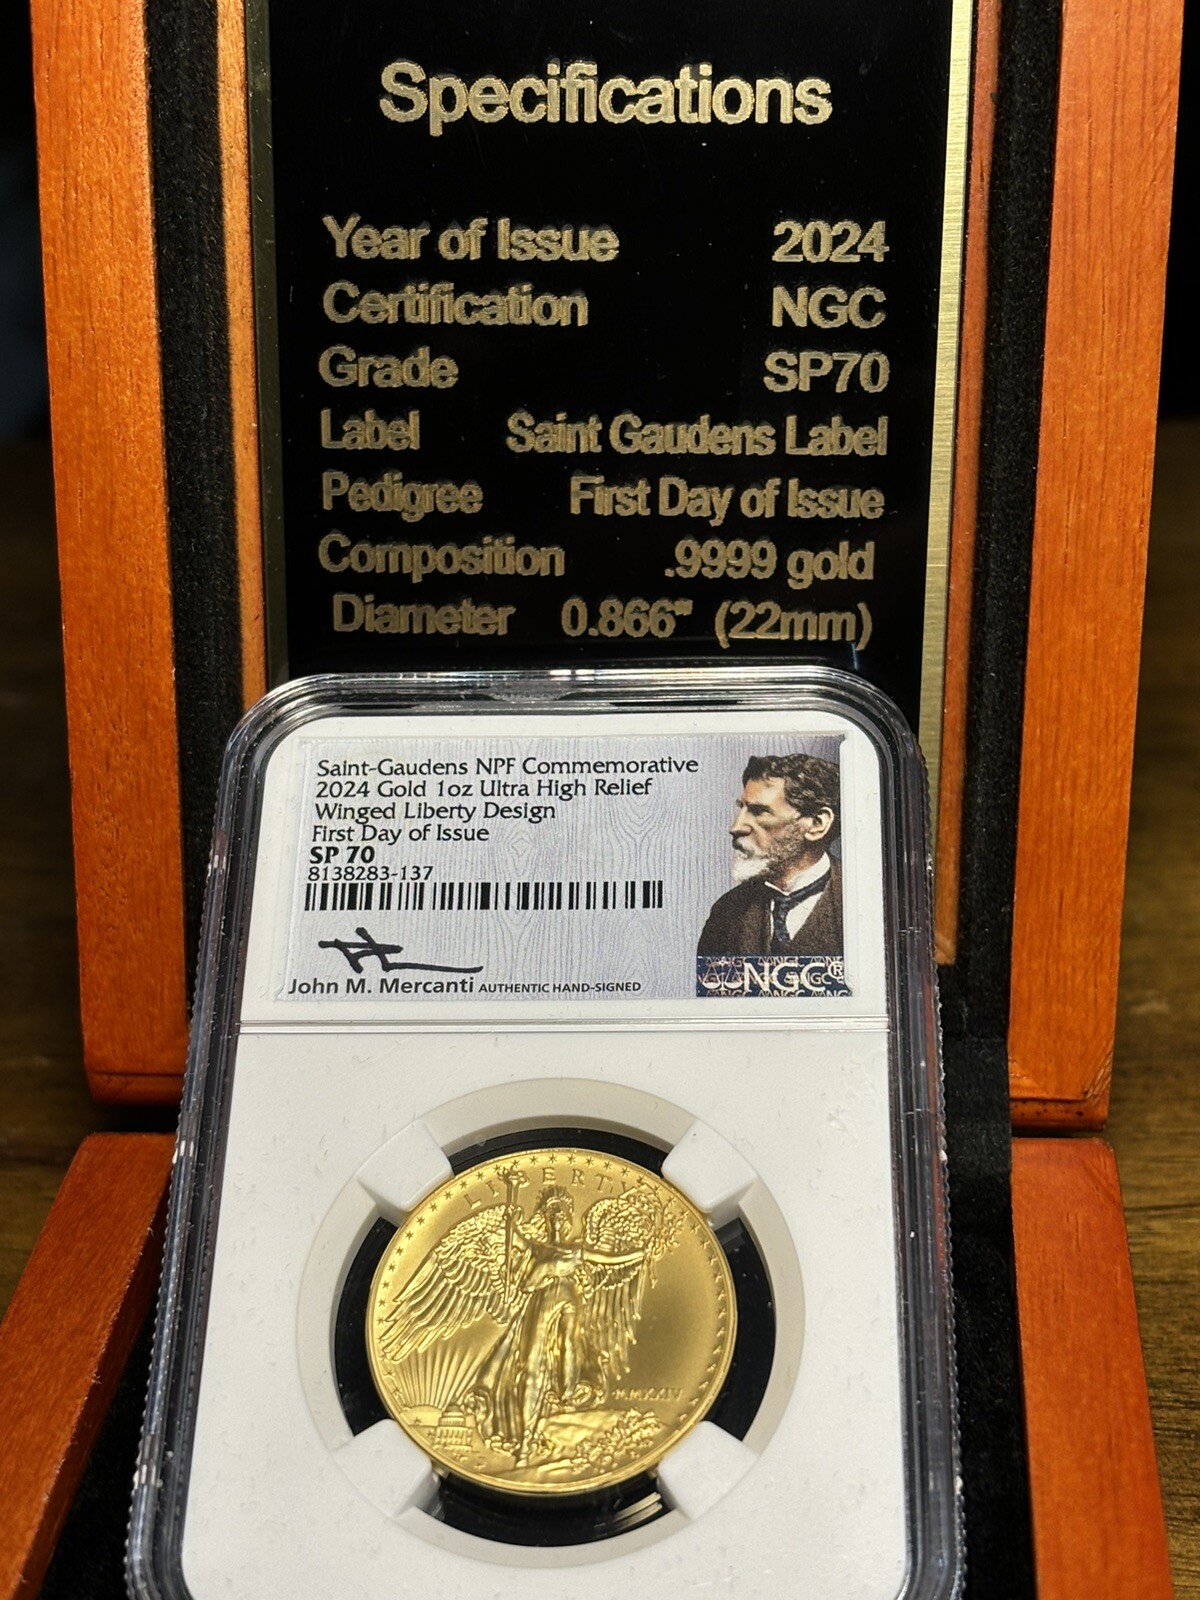 Specifications
Year of Issue 2024
Certification NGC
Grade SP70
Label Saint Gaudens Label
Pedigree First Day of Issue
Composition .9999 gold
Diameter 0.866" (22mm)
Saint-Gaudens NPF Commemorative
2024 Gold 1oz Ultra High Relief
Winged Liberty Design
First Day of Issue
SP 70
8138283-137
John M. Mercanti AUTHENTIC HAND-SIGNED
NGC®
LIBERTY
MMXXIV